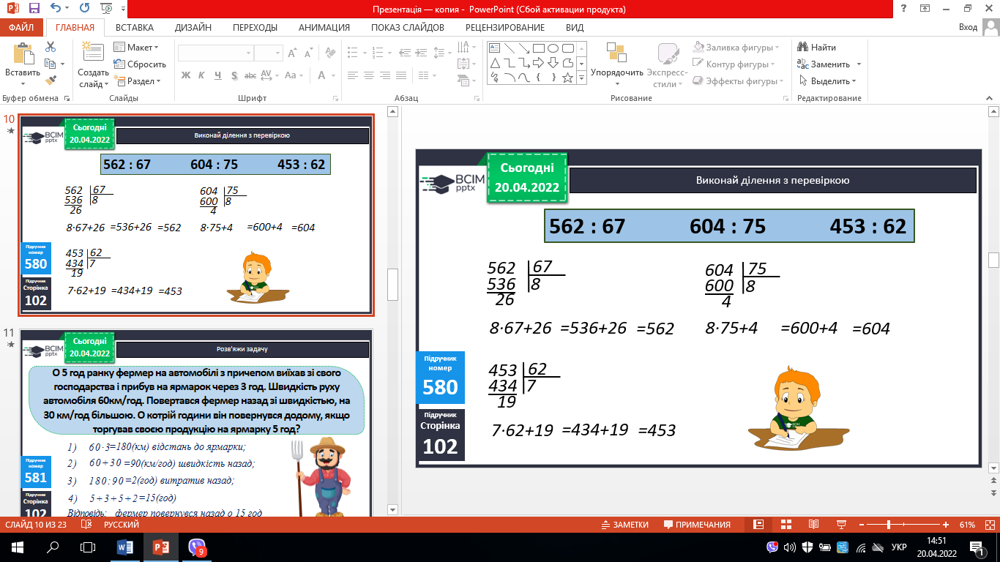 Презентація — копия - PowerPoint (Сбой активации продукта)
ФАЙЛ ГЛАВНАЯ ВСТАВКА ДИЗАЙН ПЕРЕХОДЫ АНИМАЦИЯ ПОКАЗ СЛАЙДОВ РЕЦЕНЗИРОВАНИЕ ВИД Вход
Вставить
Буфер обмена
Создать слайд
Макет
Сбросить
Раздел
Слайды
Ж К Ч S abc AV Aa A
Шрифт
Абзац
Упорядочить
Экспресс-стили
Заливка фигуры
Контур фигуры
Эффекты фигуры
Рисование
Найти
Заменить
Выделить
Редактирование
10
BCIM pptx
Сьогодні
20.04.2022
Виконай ділення з перевіркою
562 : 67 604 : 75 453 : 62
562 67
536 8
26
604 75
600 8
4
8·67+26 =536+26 =562 8·75+4 =600+4 =604
Підручник номер
580
Підручник
Сторінка
102
453 62
434 7
19
7·62+19 =434+19 =453
11
BCIM pptx
Сьогодні
20.04.2022
Розв'яжи задачу
О 5 год ранку фермер на автомобілі з причепом виїхав зі свого
господарства і прибув на ярмарок через 3 год. Швидкість руху
автомобіля 60км/год. Повертався фермер назад зі швидкістю, на
30 км/год більшою. О котрій години він повернувся додому, якщо
торгував своєю продукцію на ярмарку 5 год?
1) 60·3=180(км) відстань до ярмарки;
2) 60+30=90(км/год) швидкість назад;
3) 180:90=2(год) витратив назад;
4) 5+3+5+2=15(год)
Відповідь: фермер повернувся назад о 15 год
Підручник номер
581
Підручник
Сторінка
102
BCIM pptx
Сьогодні
20.04.2022
Виконай ділення з перевіркою
562 : 67 604 : 75 453 : 62
562 67
536 8
26
604 75
600 8
4
8·67+26 =536+26 =562 8·75+4 =600+4 =604
Підручник
номер
580
Підручник
Сторінка
102
453 62
434 7
19
7·62+19 =434+19 =453
СЛАЙД 10 ИЗ 23 РУССКИЙ ЗАМЕТКИ ПРИМЕЧАНИЯ 61%
9 УКР 14:51
20.04.2022 1